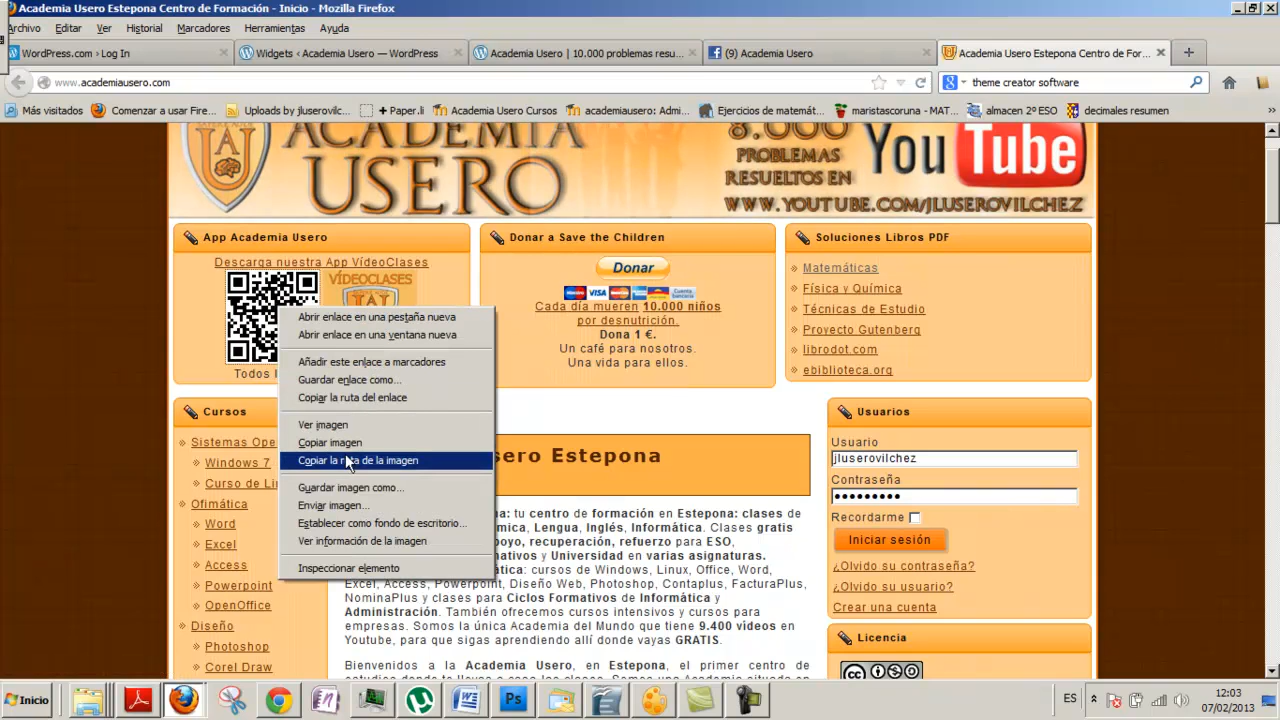 Academia Usero Estepona Centro de Formación - Inicio - Mozilla Firefox
Archivo Editar Ver Historial Marcadores Herramientas Ayuda
WordPress.com › Log In
Widgets ‹ Academia Usero — WordPress
Academia Usero | 10.000 problemas resu...
(9) Academia Usero
Academia Usero Estepona Centro de For...
www.academiausero.com
theme creator software
Más visitados
Comenzar a usar Fire...
Uploads by jluserovilc...
+ Paper.li
Academia Usero Cursos
academiausero: Admi...
Ejercicios de matemát...
maristascoruna - MAT...
almacen 2º ESO
decimales resumen
ACADEMIA
USERO
8.000
PROBLEMAS
RESUELTOS EN
YouTube
WWW.YOUTUBE.COM/JLUSEROVILCHEZ
App Academia Usero
Descarga nuestra App VídeoClases
VÍDEOCLASES
Todos l
Donar a Save the Children
Donar
VISA
Cada día mueren 10.000 niños
por desnutrición.
Dona 1 €.
Un café para nosotros.
Una vida para ellos.
Soluciones Libros PDF
Matemáticas
Física y Química
Técnicas de Estudio
Proyecto Gutenberg
librodot.com
ebiblioteca.org
Abrir enlace en una pestaña nueva
Abrir enlace en una ventana nueva
Añadir este enlace a marcadores
Guardar enlace como...
Copiar la ruta del enlace
Ver imagen
Copiar imagen
Copiar la ruta de la imagen
Guardar imagen como...
Enviar imagen...
Establecer como fondo de escritorio...
Ver información de la imagen
Inspeccionar elemento
Cursos
Sistemas Ope
Windows 7
Curso de Lin
Ofimática
Word
Excel
Access
Powerpoint
OpenOffice
Diseño
Photoshop
Corel Draw
sero Estepona
na: tu centro de formación en Estepona: clases de
mica, Lengua, Inglés, Informática. Clases gratis
oyo, recuperación, refuerzo para ESO,
mativos y Universidad en varias asignaturas.
mática: cursos de Windows, Linux, Office, Word,
Excel, Access, Powerpoint, Diseño Web, Photoshop, Contaplus, FacturaPlus,
NominaPlus y clases para Ciclos Formativos de Informática y
Administración. También ofrecemos cursos intensivos y cursos para
empresas. Somos la única Academia del Mundo que tiene 9.400 vídeos en
Youtube, para que sigas aprendiendo allí donde vayas GRATIS.
Bienvenidos a la Academia Usero, en Estepona, el primer centro de
Usuarios
Usuario
jluserovilchez
Contraseña
Recordarme
Iniciar sesión
¿Olvido su contraseña?
¿Olvido su usuario?
Crear una cuenta
Licencia
Inicio
ES
12:03
07/02/2013